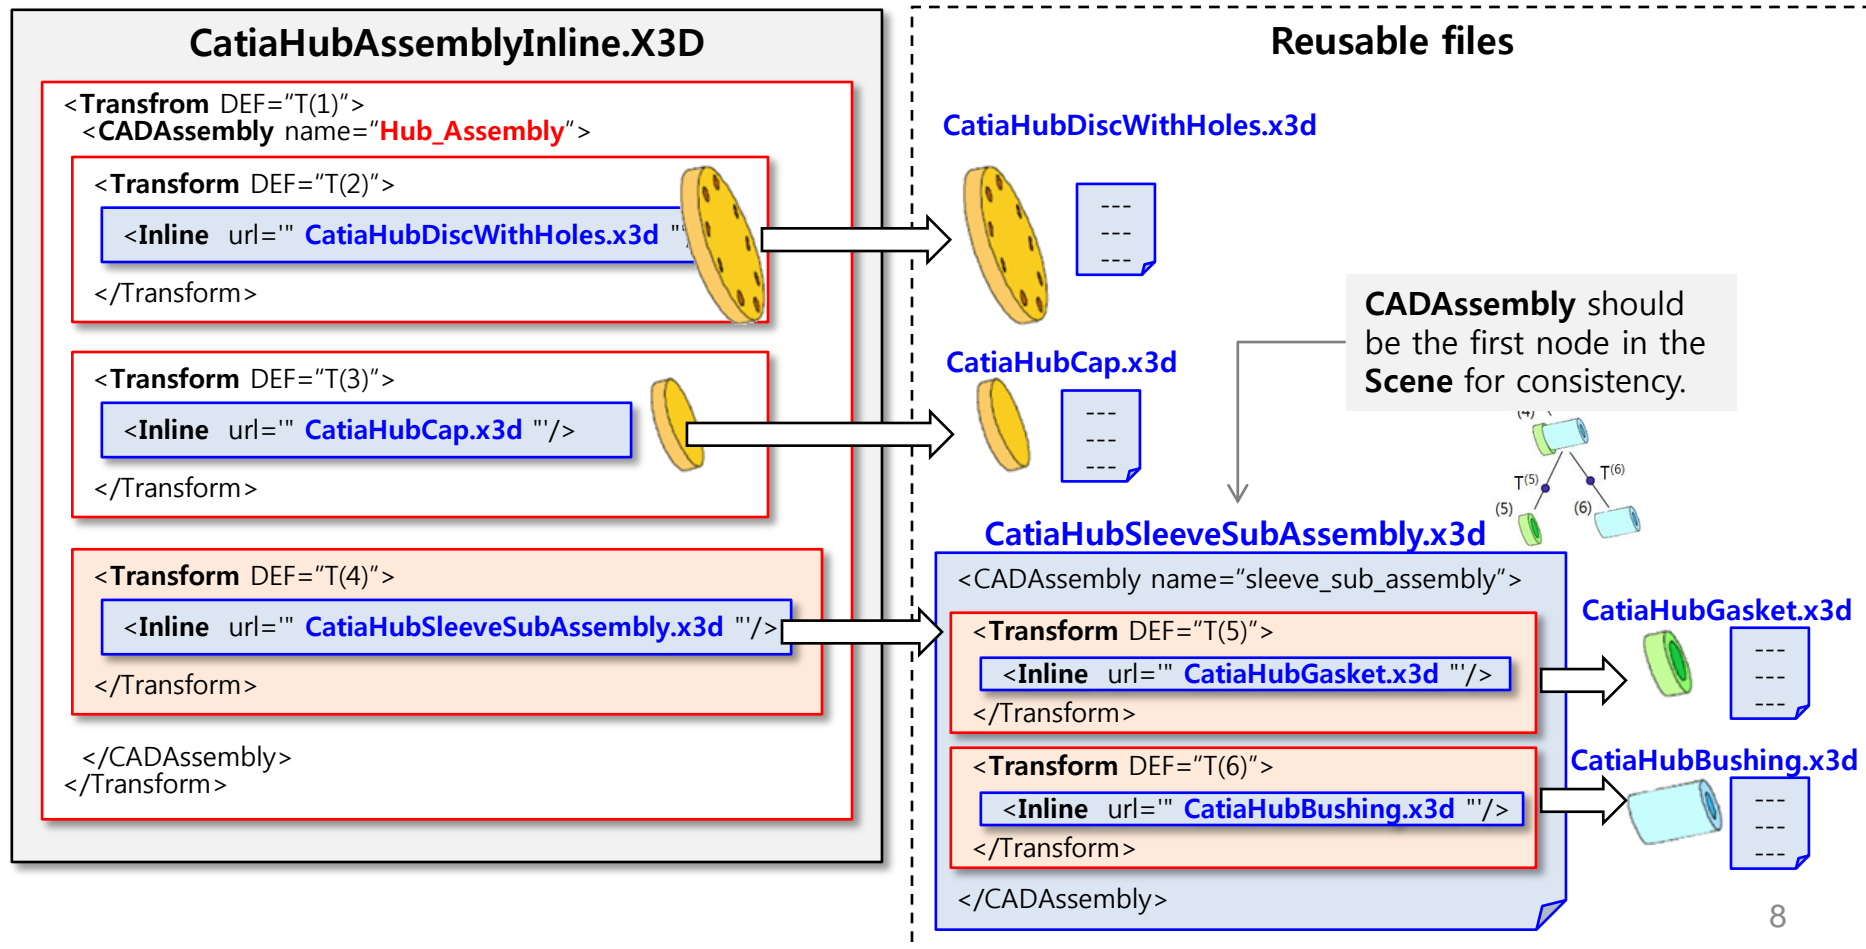 CatiaHubAssemblyInline.X3D
<Transfrom DEF="T(1)">
<CADAssembly name="Hub_Assembly">
<Transform DEF="T(2)">
<Inline url='" CatiaHubDiscWithHoles.x3d "'/
</Transform>
<Transform DEF="T(3)">
<Inline url='" CatiaHubCap.x3d "'/>
</Transform>
<Transform DEF="T(4)">
<Inline url='" CatiaHubSleeveSubAssembly.x3d "'/>
</Transform>
</CADAssembly>
</Transform>
Reusable files
CatiaHubDiscWithHoles.x3d
---
---
---
CatiaHubCap.x3d
---
---
---
CADAssembly should
be the first node in the
Scene for consistency.
(4)
T(5)
T(6)
(5)
(6)
CatiaHubSleeveSubAssembly.x3d
<CADAssembly name="sleeve_sub_assembly">
<Transform DEF="T(5)">
<Inline url='" CatiaHubGasket.x3d "'/>
</Transform>
<Transform DEF="T(6)">
<Inline url='" CatiaHubBushing.x3d "'/>
</Transform>
</CADAssembly>
CatiaHubGasket.x3d
---
---
---
CatiaHubBushing.x3d
---
---
---
8